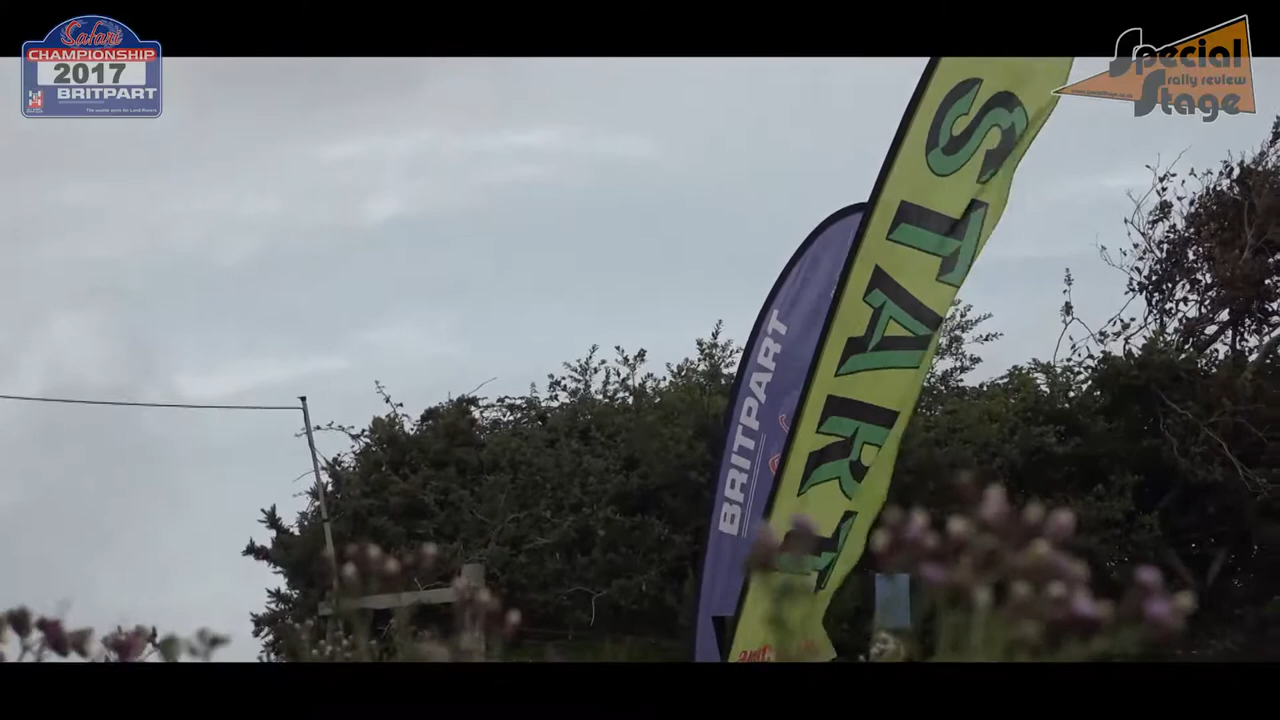 Safari
CHAMPIONSHIP
2017
BRITPART
Special
rally review
Stage
START
BRITPART